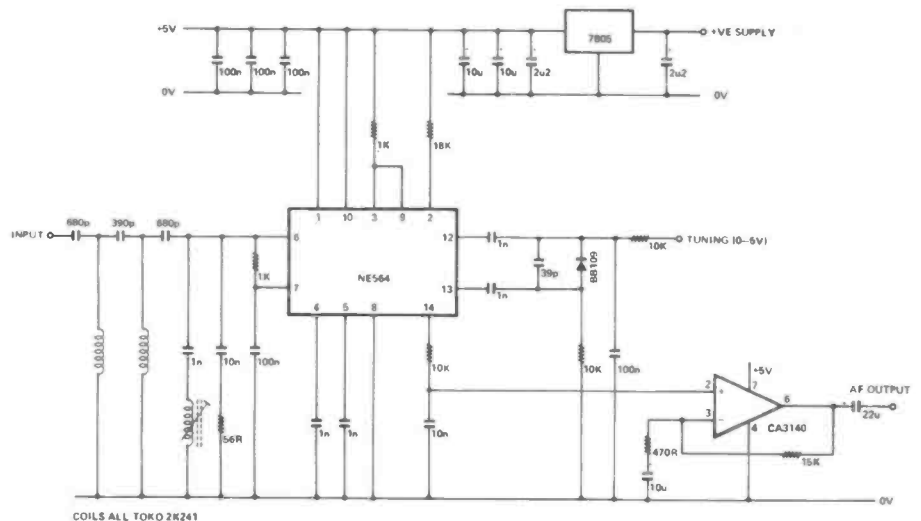 +5V
7805
+VE SUPPLY
100n
100n
100n
10u
10u
2u2
2u2
0V
0V
1K
18K
INPUT
680p
390p
680p
1
10
3
9
2
6
12
1n
10K
TUNING (0-5V)
1K
7
NE564
39p
BB109
13
1n
4
5
8
14
1n
10n
100n
10K
10K
100n
+5V
2
+
7
6
AF OUTPUT
22u
3
-
4
CA3140
56R
1n
1n
10n
470R
15K
10u
0V
COILS ALL TOKO 2K241